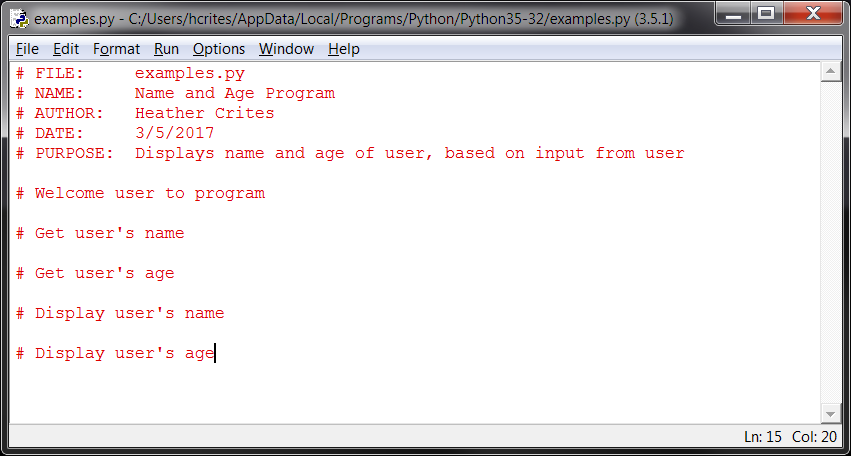 examples.py - C:/Users/hcrites/AppData/Local/Programs/Python/Python35-32/examples.py (3.5.1)
File Edit Format Run Options Window Help
# FILE:     examples.py
# NAME:     Name and Age Program
# AUTHOR:   Heather Crites
# DATE:     3/5/2017
# PURPOSE:  Displays name and age of user, based on input from user
# Welcome user to program
# Get user's name
# Get user's age
# Display user's name
# Display user's age
Ln: 15 Col: 20